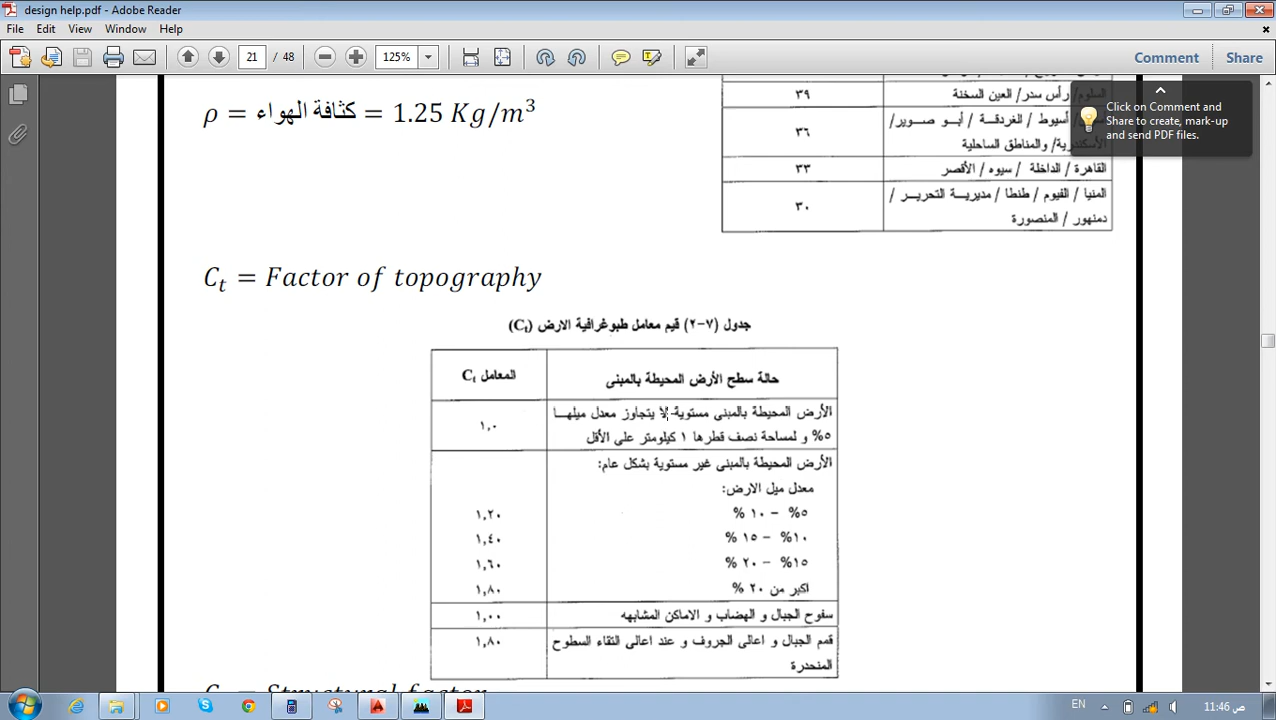 design help.pdf - Adobe Reader
File Edit View Window Help
21 / 48 125% Comment Share
Click on Comment and
Share to create, mark-up
and send PDF files.
السلوم/ رأس سدر/ العين السخنة ٣٩
أسيوط / الغردقة / أبو صوير/
الأسكندرية/ والمناطق الساحلية ٣٦
القاهرة / الداخلة / سيوه / الأقصر ٣٣
المنيا / الفيوم / طنطا / مديرية التحرير /
دمنهور / المنصورة ٣٠
ρ = كثافة الهواء = 1.25 Kg/m³
Cₜ = Factor of topography
جدول (٧-٢) قيم معامل طبوغرافية الارض (Cₜ)
حالة سطح الأرض المحيطة بالمبنى المعامل Cₜ
الأرض المحيطة بالمبنى مستوية-لا يتجاوز معدل ميلها
٥% و لمساحة نصف قطرها ١ كيلومتر على الأقل ١,٠
الأرض المحيطة بالمبنى غير مستوية بشكل عام:
معدل ميل الارض:
٥% – ١٠ % ١,٢٠
١٠% – ١٥ % ١,٤٠
١٥% – ٢٠ % ١,٦٠
اكبر من ٢٠ % ١,٨٠
سفوح الجبال و الهضاب و الاماكن المشابهه ١,٠٠
قمم الجبال و اعالى الجروف و عند اعالى التقاء السطوح ١,٨٠
المنحدرة
Structural factor
EN 11:46 ص